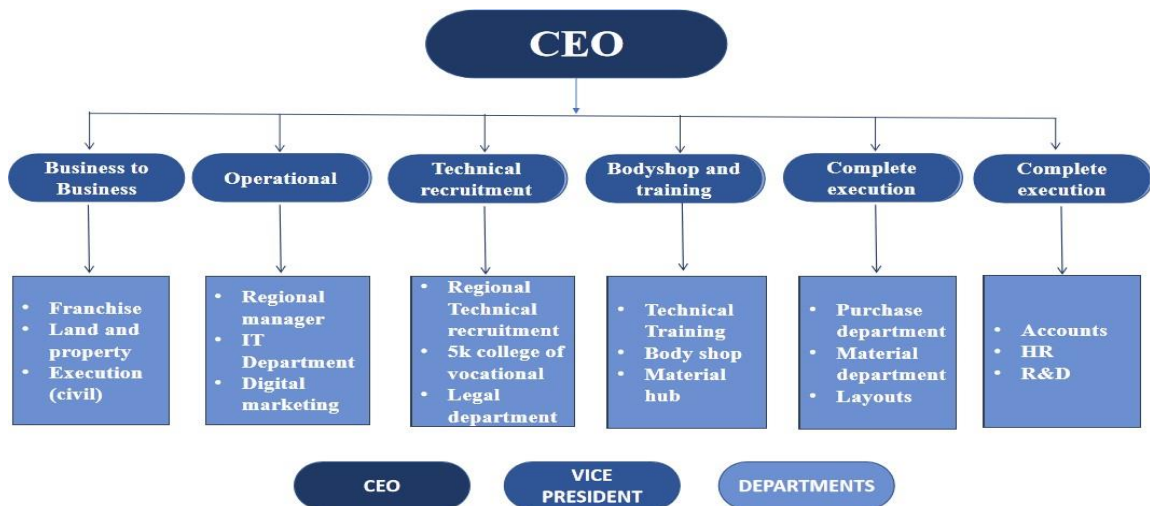 CEO
Business to
Business
Operational
Technical
recruitment
Bodyshop and
training
Complete
execution
Complete
execution
• Franchise
• Land and
property
• Execution
(civil)
• Regional
manager
• IT
Department
• Digital
marketing
• Regional
Technical
recruitment
• 5k college of
vocational
• Legal
department
• Technical
Training
• Body shop
• Material
hub
• Purchase
department
• Material
department
• Layouts
• Accounts
• HR
• R&D
CEO
VICE
PRESIDENT
DEPARTMENTS